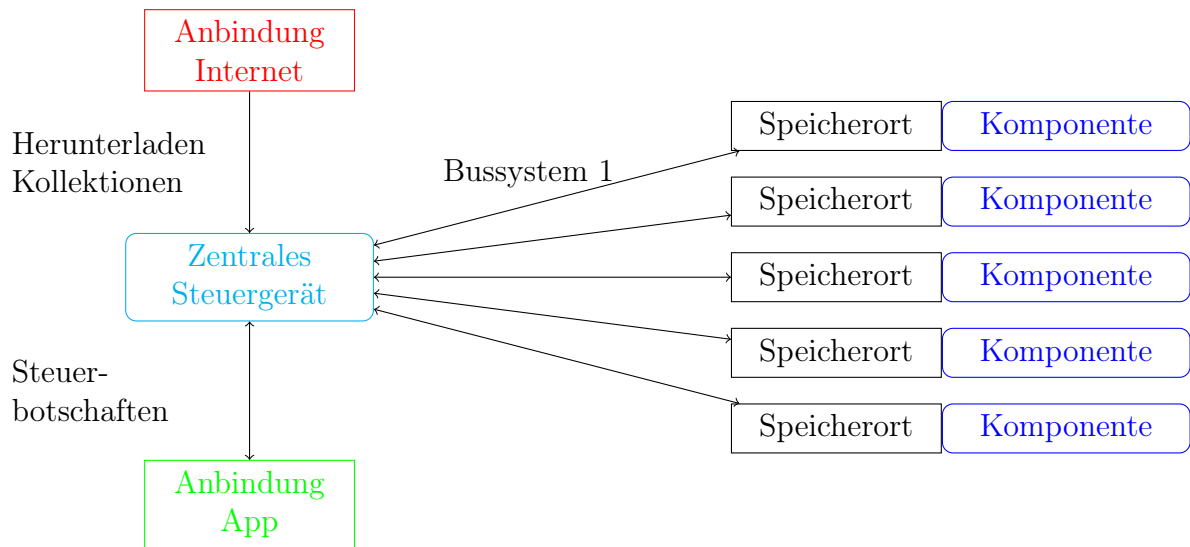 Anbindung
Internet
Herunterladen
Kollektionen
Bussystem 1
Zentrales
Steuergerät
Steuer-
botschaften
Anbindung
App
Speicherort Komponente
Speicherort Komponente
Speicherort Komponente
Speicherort Komponente
Speicherort Komponente